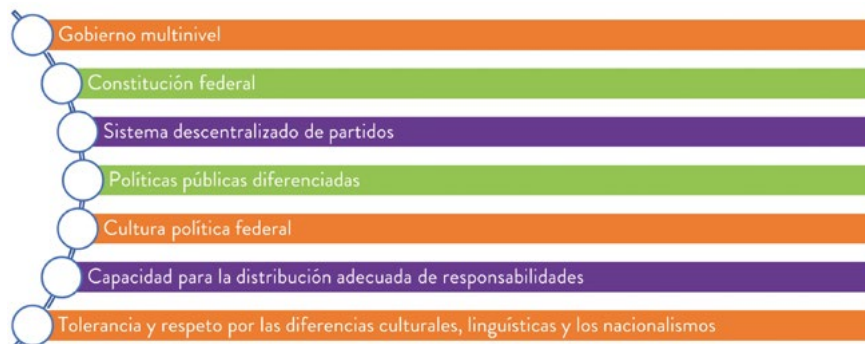 Gobierno multinivel
Constitución federal
Sistema descentralizado de partidos
Políticas públicas diferenciadas
Cultura política federal
Capacidad para la distribución adecuada de responsabilidades
Tolerancia y respeto por las diferencias culturales, linguísticas y los nacionalismos